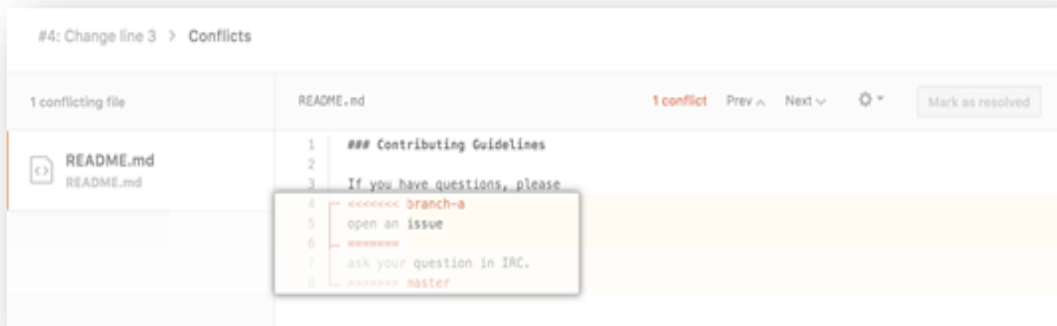 #4: Change line 3 > Conflicts
1 conflicting file
README.md
1 conflict Prev Next
Mark as resolved
README.md
README.md
1 ### Contributing Guidelines
2
3 If you have questions, please
4 <<<<<<< branch-a
5 open an issue
6 =======
7 ask your question in IRC.
8 >>>>>>> master